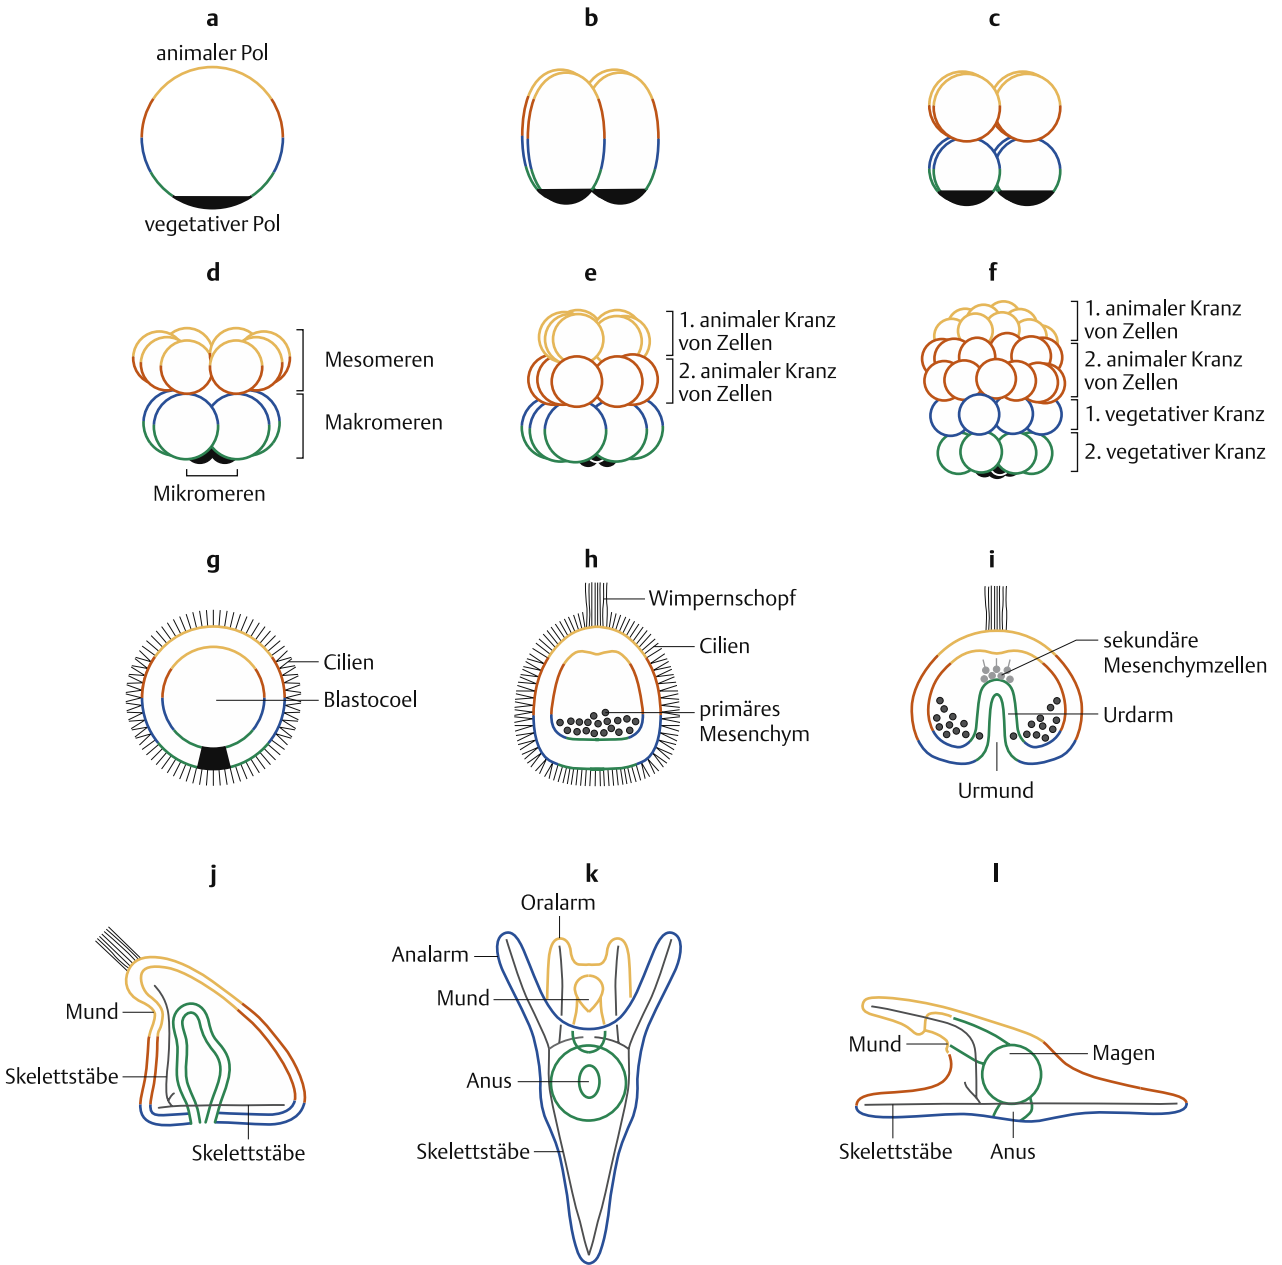 a
animaler Pol
vegetativer Pol
b
c
d
Mesomeren
Makromeren
Mikromeren
e
1. animaler Kranz
von Zellen
2. animaler Kranz
von Zellen
f
1. animaler Kranz
von Zellen
2. animaler Kranz
von Zellen
1. vegetativer Kranz
2. vegetativer Kranz
g
Cilien
Blastocoel
h
Wimpernschopf
Cilien
primäres
Mesenchym
i
sekundäre
Mesenchymzellen
Urdarm
Urmund
j
Mund
Skelettstäbe
Skelettstäbe
k
Oralarm
Analarm
Mund
Anus
Skelettstäbe
l
Mund
Magen
Skelettstäbe
Anus